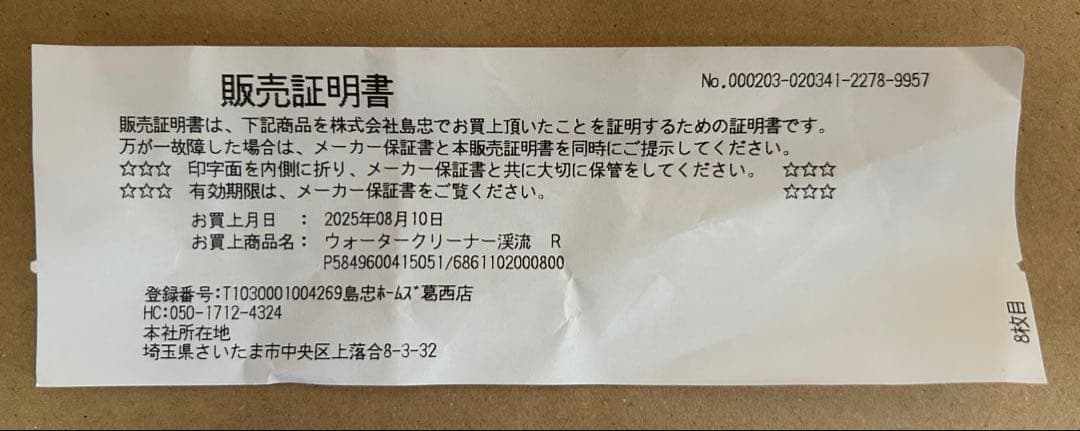 販売証明書
No.000203-020341-2278-9957
販売証明書は、下記商品を株式会社島忠でお買上頂いたことを証明するための証明書です。
万が一故障した場合は、メーカー保証書と本販売証明書を同時にご提示してください。
☆☆☆ 印字面を内側に折り、メーカー保証書と共に大切に保管をしてください。 ☆☆☆
☆☆☆ 有効期限は、メーカー保証書をご覧ください。 ☆☆☆
お買上月日 : 2025年08月10日
お買上商品名: ウォータークリーナー渓流 R
P5849600415051/6861102000800
登録番号:T1030001004269島忠ﾎｰﾑｽﾞ葛西店
HC:050-1712-4324
本社所在地
埼玉県さいたま市中央区上落合8-3-32
8枚目